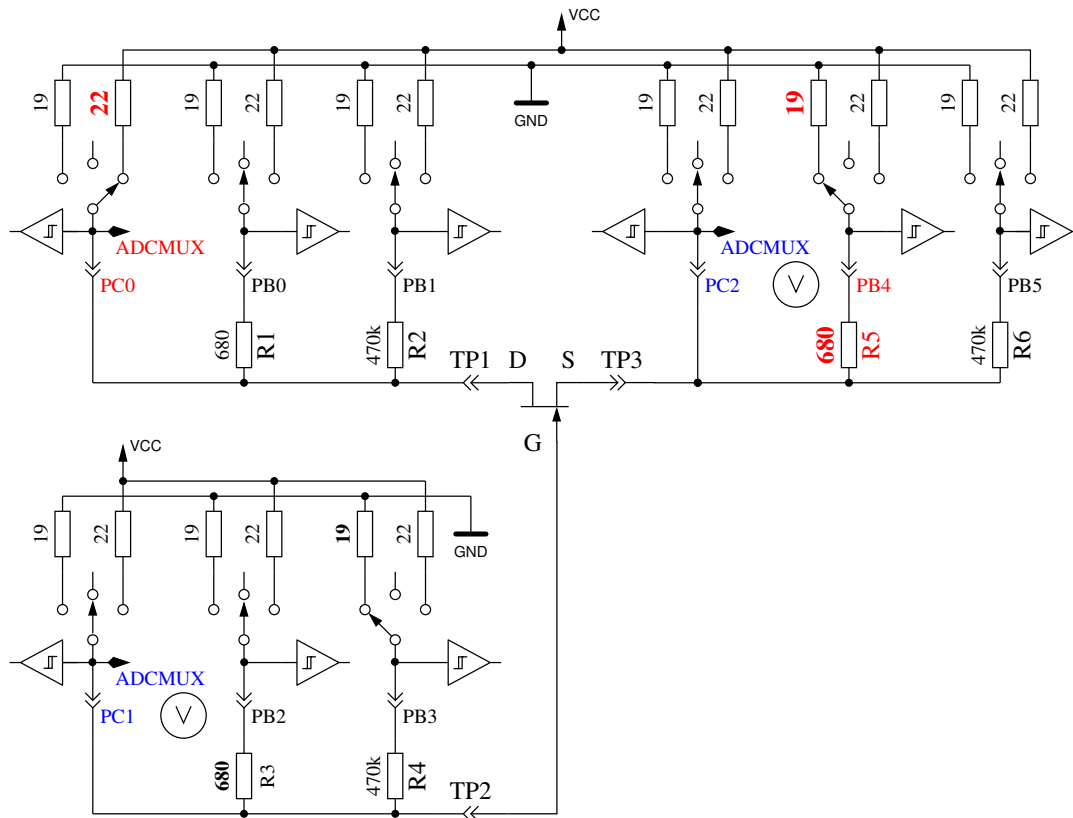 VCC
19
22
19
22
19
22
GND
19
22
19
22
19
22
ADCMUX
ADCMUX
PC0
PB0
PB1
PC2
V
PB4
PB5
680
R1
470k
R2
680
R5
470k
R6
TP1
D
S
TP3
G
VCC
19
22
19
22
19
22
GND
ADCMUX
PC1
V
PB2
PB3
680
R3
470k
R4
TP2